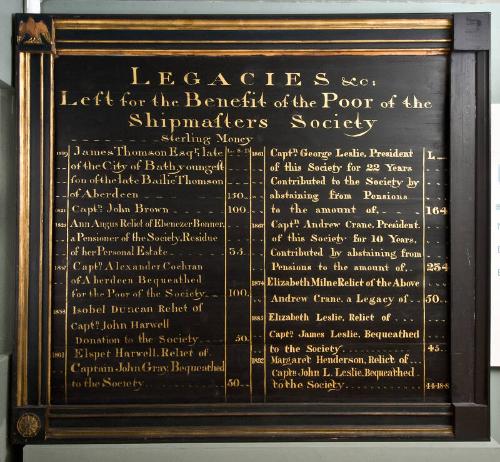 LEGACIES &c:
Left for the Benefit of the Poor of the
Shipmaſters Society
Sterling Money
James Thomson Esqr. late
of the City of Bath youngeſt
ſon of the late Bailie Thomson
of Aberdeen 150
Captn. John Brown 100
Ann Angus Relict of Ebenezer Bonner,
a Pensioner of the Society, Residue
of her Personal Estate 35
Captn. Alexander Cochran
of Aberdeen Bequeathed
for the Poor of the Society 100
Isobel Duncan Relict of
Captn. John Harwell
Donation to the Society 50
Elspet Harwell, Relict of
Captain John Gray, Bequeathed
to the Society 50
Captn. George Leslie, President L
of this Society for 22 Years
Contributed to the Society by
abstaining from Pensions
to the amount of 164
Captn. Andrew Crane, President
of this Society for 10 Years,
Contributed by abstaining from
Pensions to the amount of 234
1874 Elizabeth Milne Relict of the Above
Andrew Crane, a Legacy of 50
1885 Elizabeth Leslie, Relict of
Captn. James Leslie, Bequeathed
to the Society 45
1892 Margaret Henderson, Relict of
Captn. John L. Leslie, Bequeathed
to the Society 44-18-8